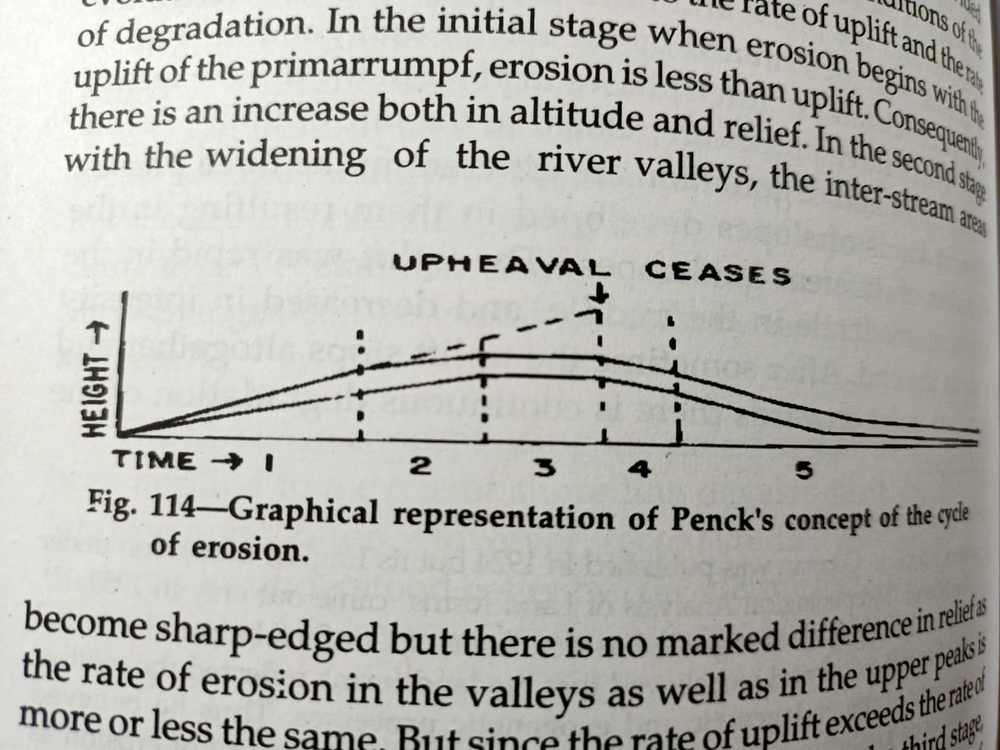 the rate of uplift and the rate
of degradation. In the initial stage when erosion begins with the
uplift of the primarrumpf, erosion is less than uplift. Consequently,
there is an increase both in altitude and relief. In the second stage
with the widening of the river valleys, the inter-stream areas
UPHEAVAL CEASES
HEIGHT →
TIME → 1 2 3 4 5
Fig. 114—Graphical representation of Penck's concept of the cycle
of erosion.
become sharp-edged but there is no marked difference in relief as
the rate of erosion in the valleys as well as in the upper peaks is
more or less the same. But since the rate of uplift exceeds the rate of
third stage,